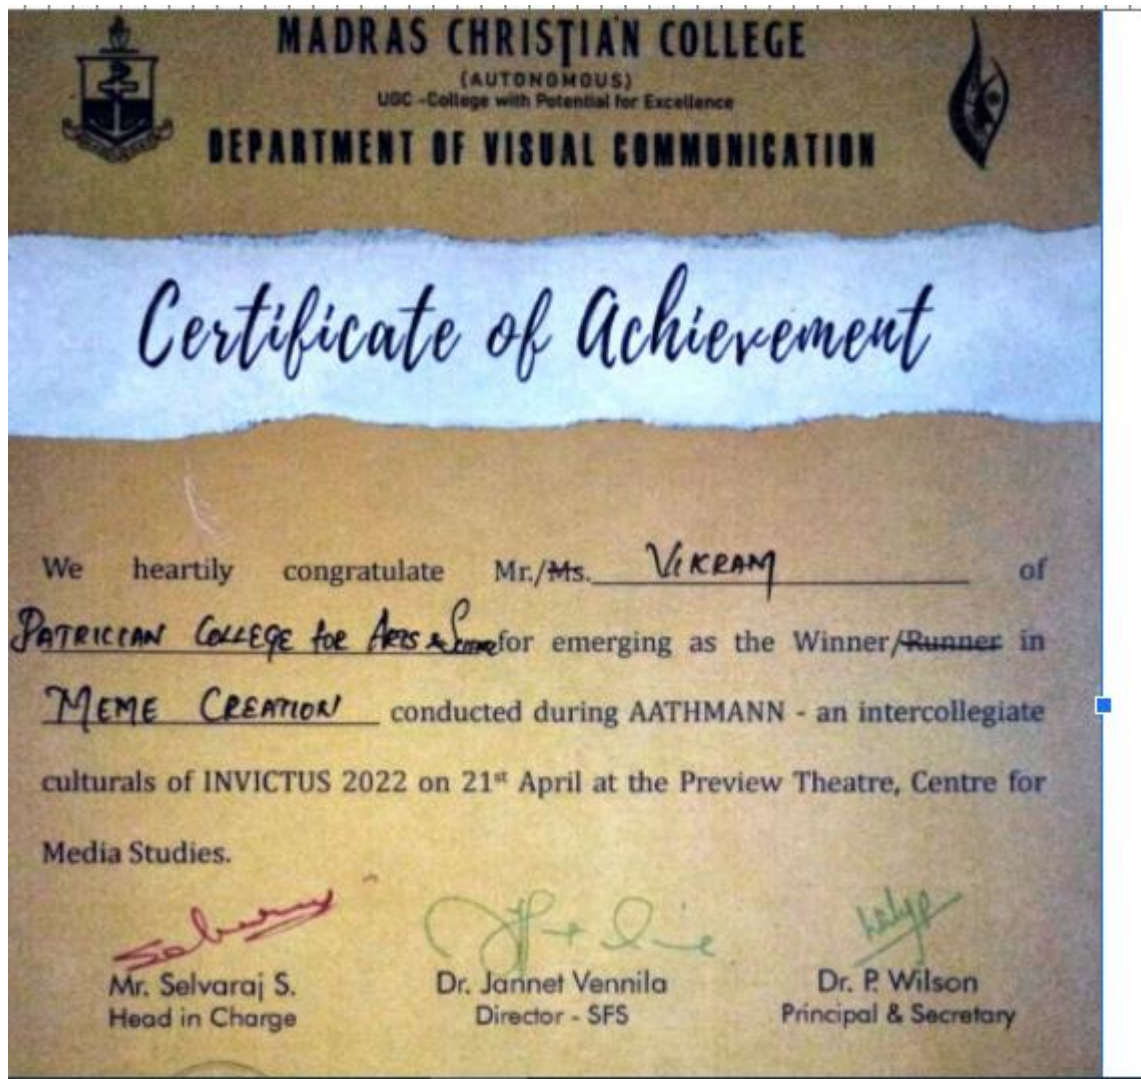 MADRAS CHRISTIAN COLLEGE
(AUTONOMOUS)
UGC -College with Potential for Excellence
DEPARTMENT OF VISUAL COMMUNICATION
Certificate of Achievement
We heartily congratulate Mr./Ms. VIKRAM of
PATRICIAN COLLEGE for ARTS & Science for emerging as the Winner/Runner in
MEME CREATION conducted during AATHMANN - an intercollegiate
culturals of INVICTUS 2022 on 21st April at the Preview Theatre, Centre for
Media Studies.
Mr. Selvaraj S. Dr. Jannet Vennila Dr. P. Wilson
Head in Charge Director - SFS Principal & Secretary